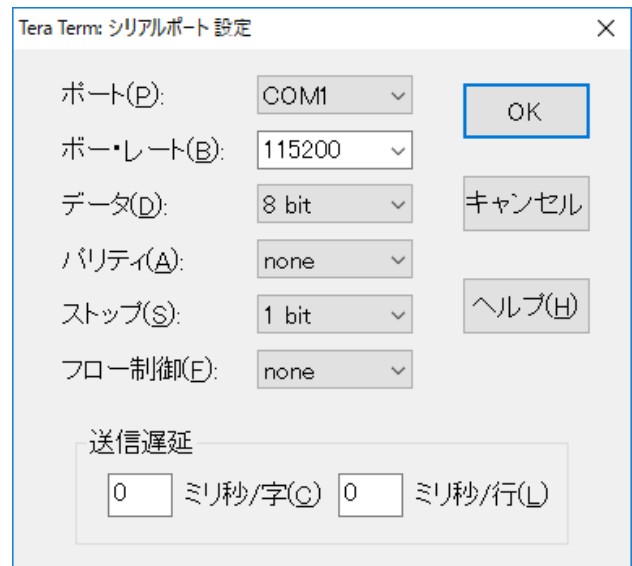 Tera Term: シリアルポート 設定
ポート(P): COM1
OK
ボー・レート(B): 115200
データ(D): 8 bit
キャンセル
パリティ(A): none
ストップ(S): 1 bit
ヘルプ(H)
フロー制御(F): none
送信遅延
0 ミリ秒/字(C) 0 ミリ秒/行(L)